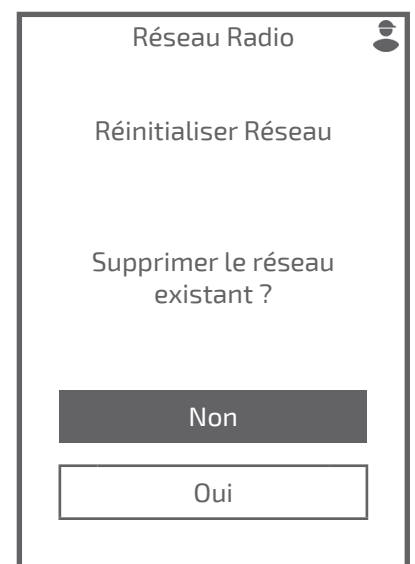 Réseau Radio
Réinitialiser Réseau
Supprimer le réseau
existant ?
Non
Oui